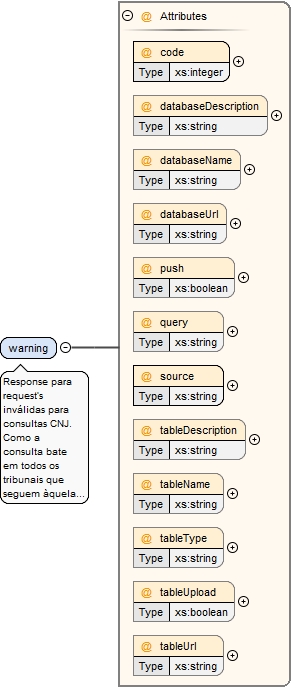 @ Attributes
@ code
Type xs:integer
@ databaseDescription
Type xs:string
@ databaseName
Type xs:string
@ databaseUrl
Type xs:string
@ push
Type xs:boolean
@ query
Type xs:string
warning
@ source
Type xs:string
Response para
request's
inválidas para
consultas CNJ.
Como a
consulta bate
em todos os
tribunais que
seguem àquela...
@ tableDescription
Type xs:string
@ tableName
Type xs:string
@ tableType
Type xs:string
@ tableUpload
Type xs:boolean
@ tableUrl
Type xs:string